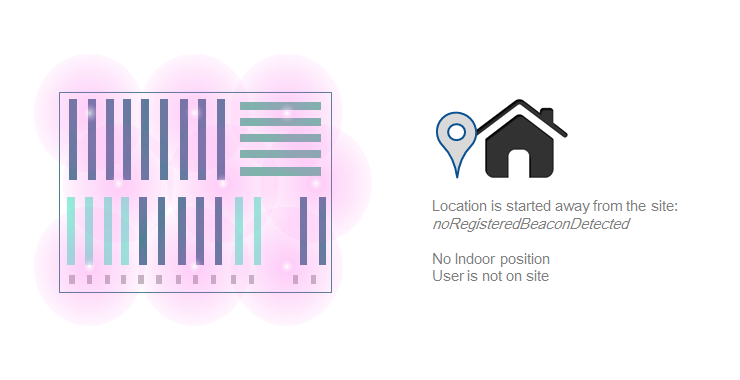 Location is started away from the site:
noRegisteredBeaconDetected
No Indoor position
User is not on site